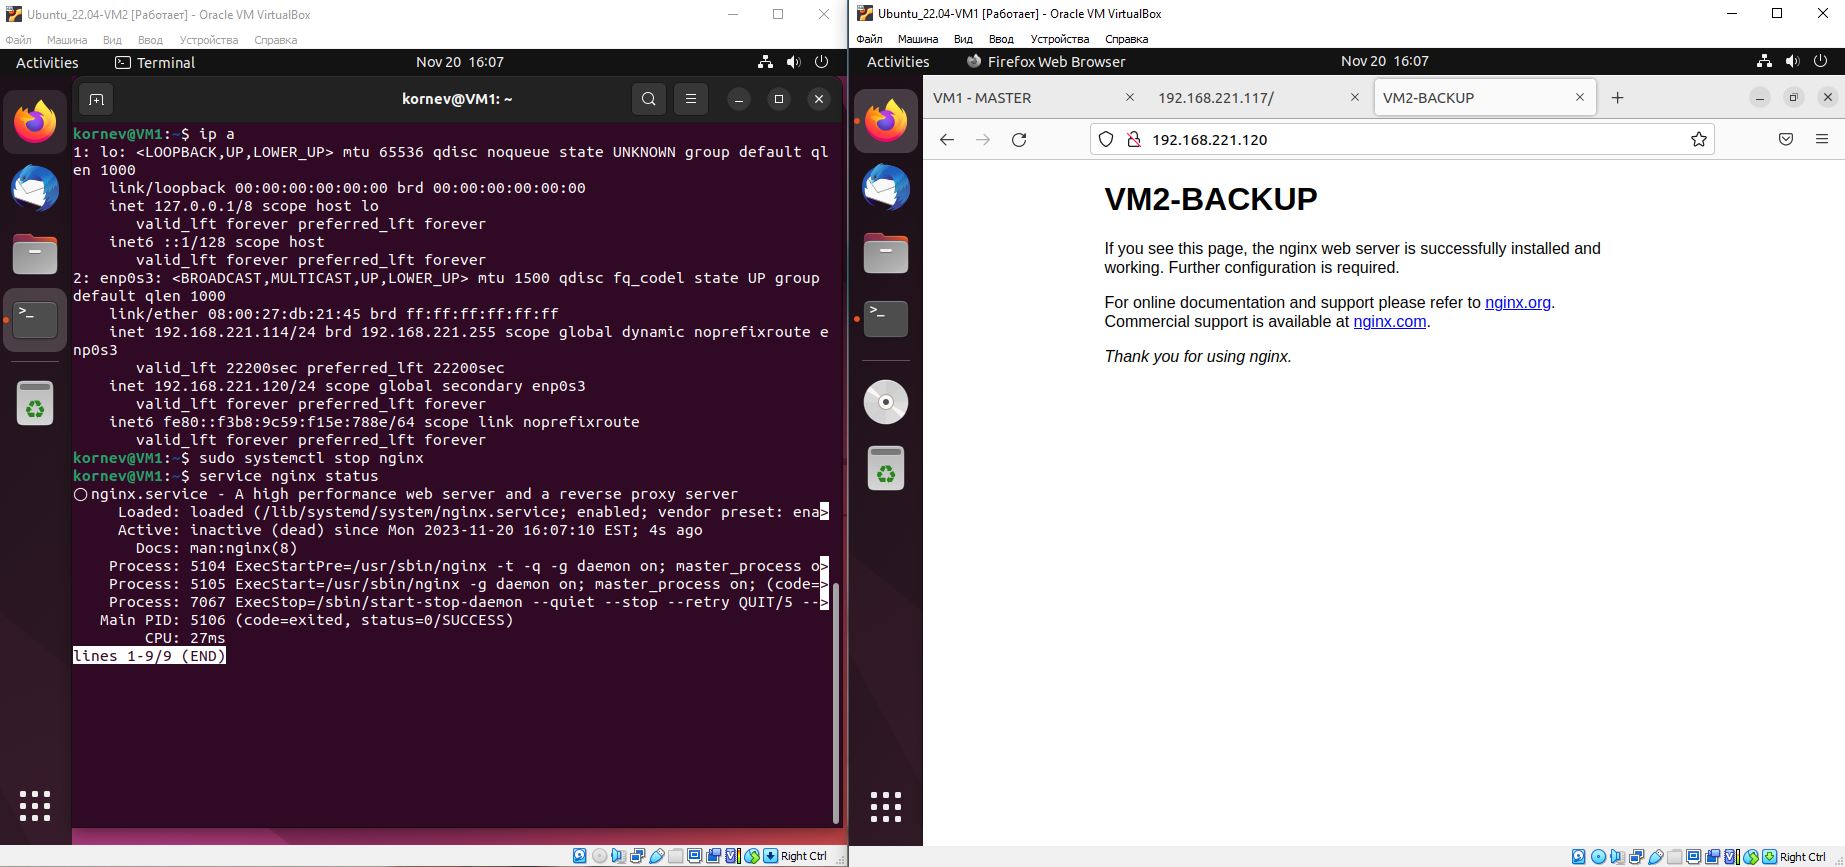 Ubuntu_22.04-VM2 [Работает] - Oracle VM VirtualBox
Файл Машина Вид Ввод Устройства Справка
Activities Terminal Nov 20 16:07
kornev@VM1: ~
kornev@VM1:~$ ip a
1: lo: <LOOPBACK,UP,LOWER_UP> mtu 65536 qdisc noqueue state UNKNOWN group default ql
en 1000
link/loopback 00:00:00:00:00:00 brd 00:00:00:00:00:00
inet 127.0.0.1/8 scope host lo
valid_lft forever preferred_lft forever
inet6 ::1/128 scope host
valid_lft forever preferred_lft forever
2: enp0s3: <BROADCAST,MULTICAST,UP,LOWER_UP> mtu 1500 qdisc fq_codel state UP group
default qlen 1000
link/ether 08:00:27:db:21:45 brd ff:ff:ff:ff:ff:ff
inet 192.168.221.114/24 brd 192.168.221.255 scope global dynamic noprefixroute e
np0s3
valid_lft 22200sec preferred_lft 22200sec
inet 192.168.221.120/24 scope global secondary enp0s3
valid_lft forever preferred_lft forever
inet6 fe80::f3b8:9c59:f15e:788e/64 scope link noprefixroute
valid_lft forever preferred_lft forever
kornev@VM1:~$ sudo systemctl stop nginx
kornev@VM1:~$ service nginx status
○ nginx.service - A high performance web server and a reverse proxy server
Loaded: loaded (/lib/systemd/system/nginx.service; enabled; vendor preset: ena>
Active: inactive (dead) since Mon 2023-11-20 16:07:10 EST; 4s ago
Docs: man:nginx(8)
Process: 5104 ExecStartPre=/usr/sbin/nginx -t -q -g daemon on; master_process o>
Process: 5105 ExecStart=/usr/sbin/nginx -g daemon on; master_process on; (code=>
Process: 7067 ExecStop=/sbin/start-stop-daemon --quiet --stop --retry QUIT/5 -->
Main PID: 5106 (code=exited, status=0/SUCCESS)
CPU: 27ms
lines 1-9/9 (END)
Right Ctrl
Ubuntu_22.04-VM1 [Работает] - Oracle VM VirtualBox
Файл Машина Вид Ввод Устройства Справка
Activities Firefox Web Browser Nov 20 16:07
VM1 - MASTER 192.168.221.117/ VM2-BACKUP
192.168.221.120
VM2-BACKUP
If you see this page, the nginx web server is successfully installed and
working. Further configuration is required.
For online documentation and support please refer to nginx.org.
Commercial support is available at nginx.com.
Thank you for using nginx.
Right Ctrl